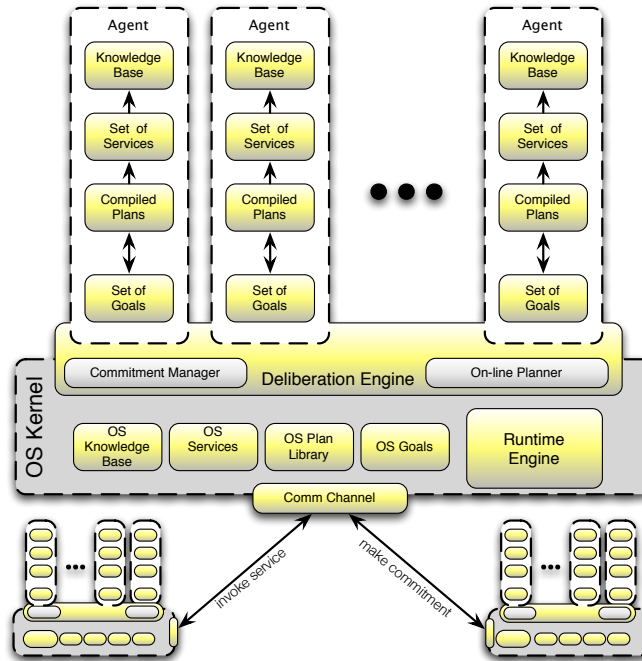 Agent
Agent
Agent
Knowledge
Base
Knowledge
Base
Knowledge
Base
Set of
Services
Set of
Services
Set of
Services
Compiled
Plans
Compiled
Plans
Compiled
Plans
Set of
Goals
Set of
Goals
Set of
Goals
Commitment Manager
Deliberation Engine
On-line Planner
OS Kernel
OS
Knowledge
Base
OS
Services
OS Plan
Library
OS Goals
Runtime
Engine
Comm Channel
invoke service
make commitment